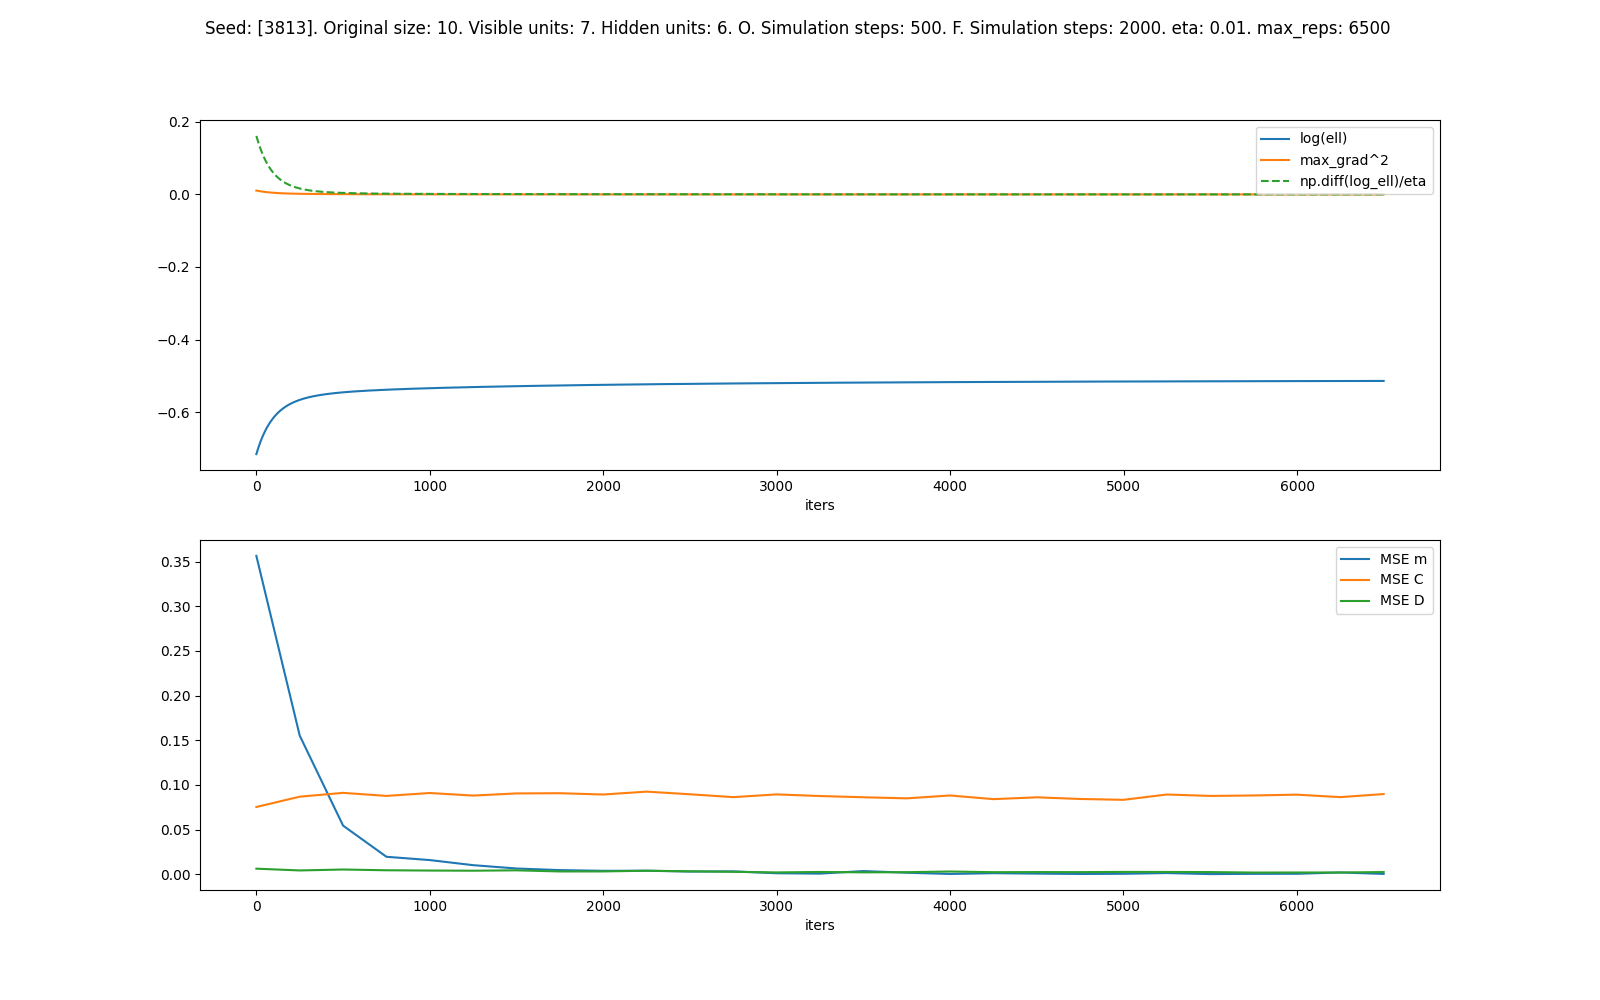 Seed: [3813]. Original size: 10. Visible units: 7. Hidden units: 6. O. Simulation steps: 500. F. Simulation steps: 2000. eta: 0.01. max_reps: 6500
0.2
0.0
−0.2
−0.4
−0.6
log(ell)
max_grad^2
np.diff(log_ell)/eta
0 1000 2000 3000 4000 5000 6000
iters
0.35
0.30
0.25
0.20
0.15
0.10
0.05
0.00
MSE m
MSE C
MSE D
0 1000 2000 3000 4000 5000 6000
iters